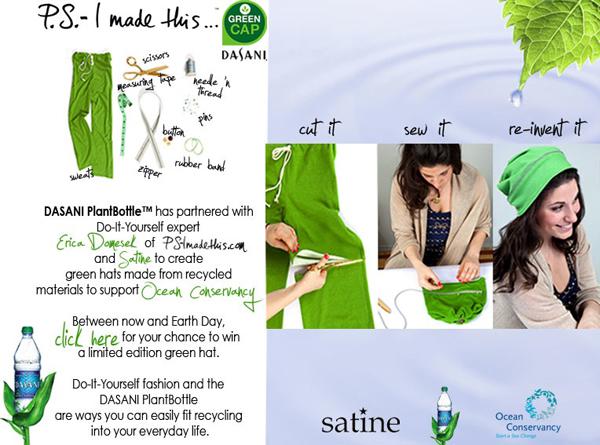 P.S.- I made this...
GREEN
CAP
DASANI
scissors
measuring tape
needle 'n
thread
pins
button
rubber band
sweats
zipper
DASANI PlantBottle™ has partnered with
Do-It-Yourself expert
Erica Domesek of PSImadethis.com
and Satine to create
green hats made from recycled
materials to support Ocean Conservancy
Between now and Earth Day,
click here for your chance to win
a limited edition green hat.
Do-It-Yourself fashion and the
DASANI PlantBottle
are ways you can easily fit recycling
into your everyday life.
DASANI
cut it
sew it
re-invent it
satine
Ocean
Conservancy
Start a Sea Change